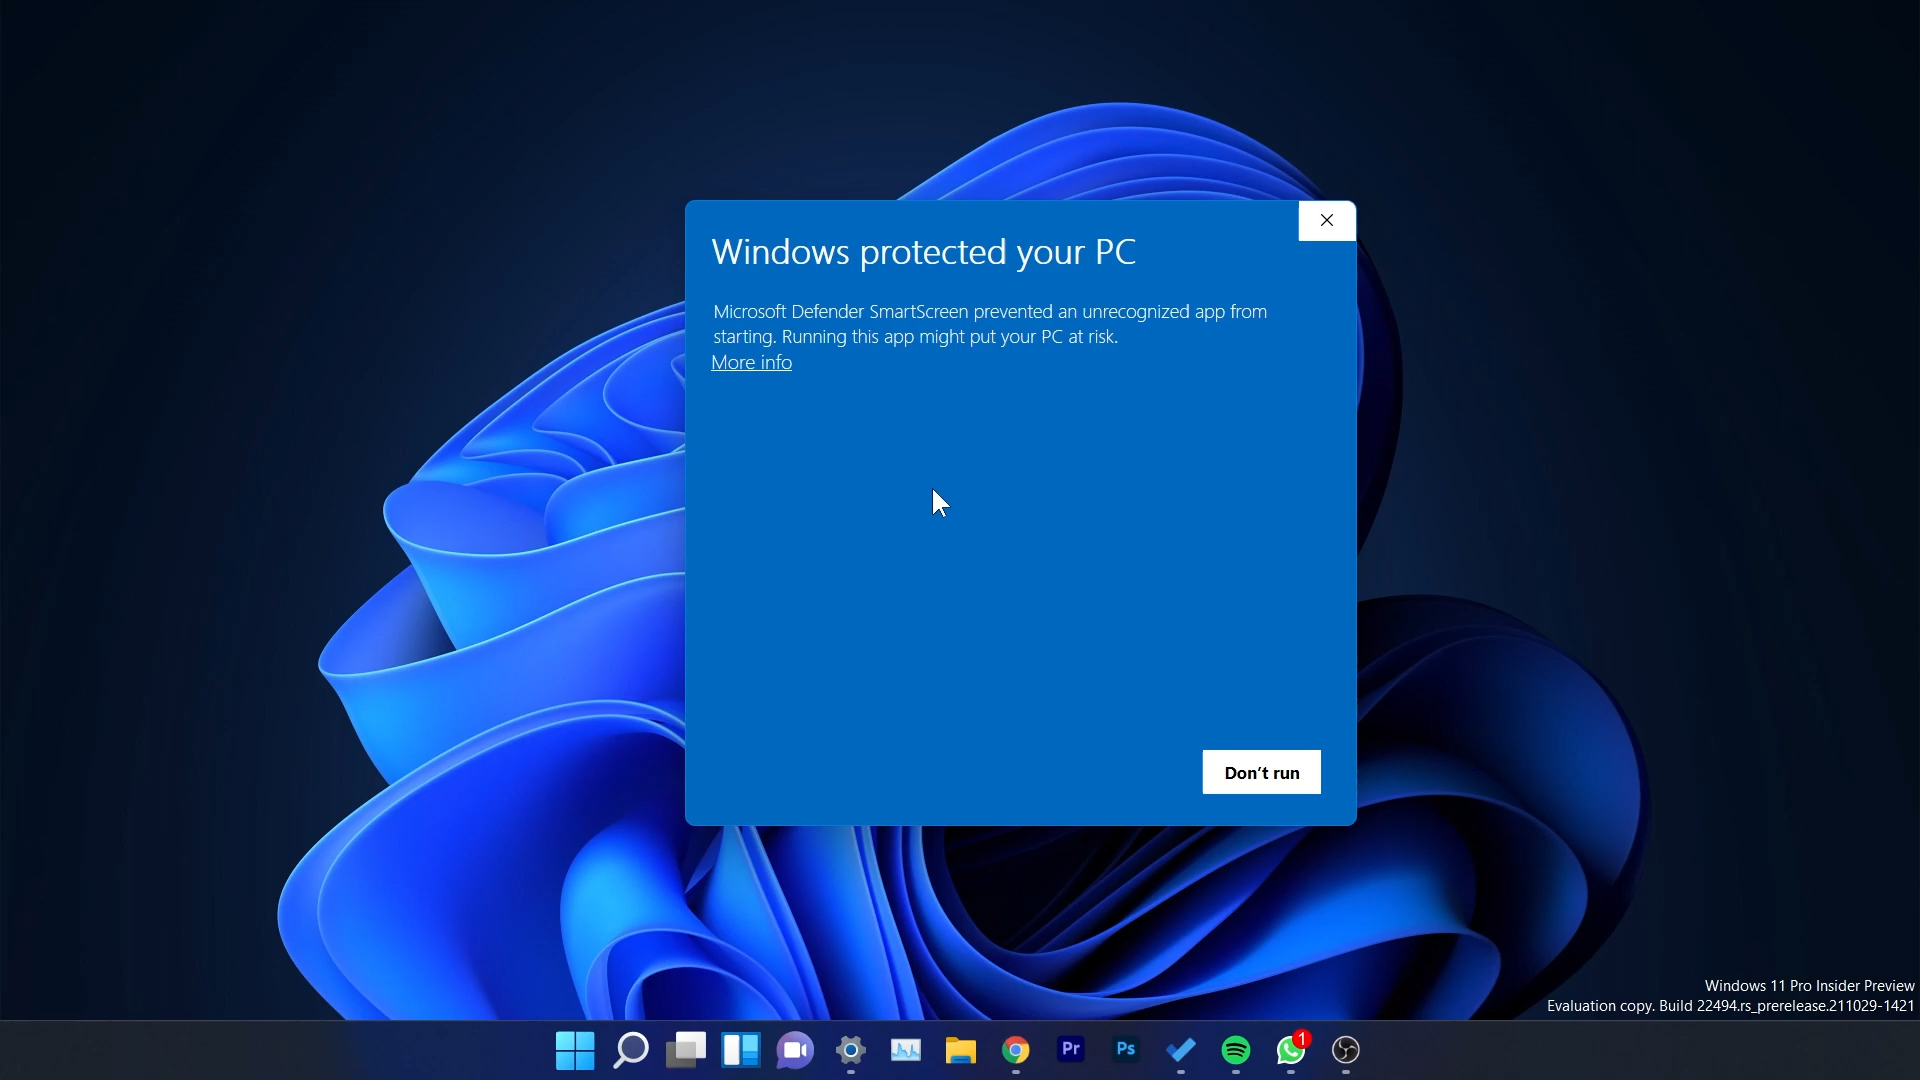 Windows protected your PC
Microsoft Defender SmartScreen prevented an unrecognized app from
starting. Running this app might put your PC at risk.
More info
Don’t run
Windows 11 Pro Insider Preview
Evaluation copy. Build 22494.rs_prerelease.211029-1421
Pr
Ps
1